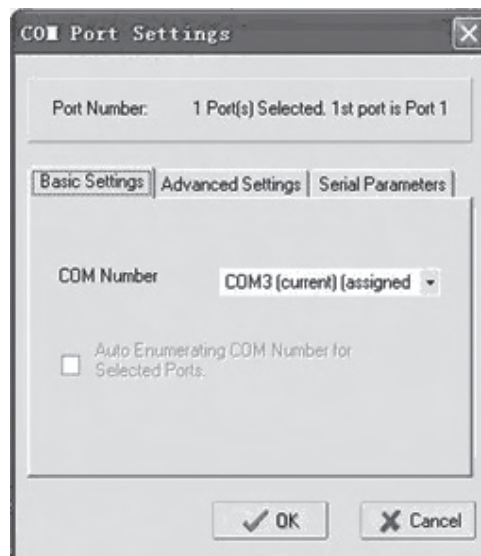 COM Port Settings
Port Number: 1 Port(s) Selected. 1st port is Port 1
Basic Settings Advanced Settings Serial Parameters
COM Number COM3 (current) (assigned
Auto Enumerating COM Number for
Selected Ports.
OK Cancel